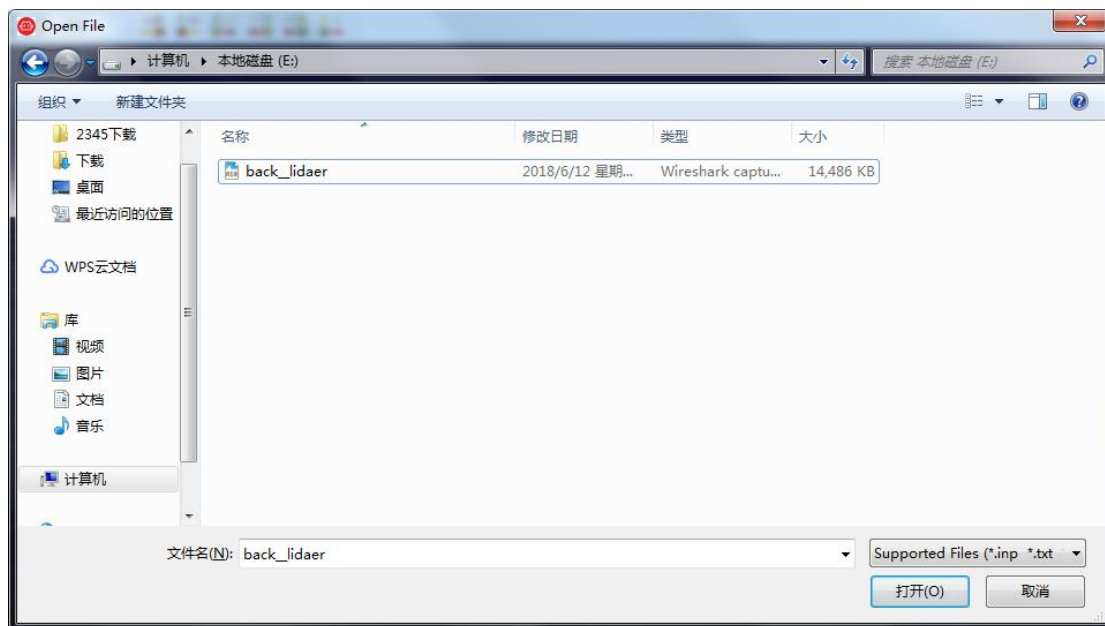 Open File
计算机 本地磁盘 (E:)
搜索 本地磁盘 (E:)
组织 新建文件夹
2345下载
下载
桌面
最近访问的位置
WPS云文档
库
视频
图片
文档
音乐
计算机
名称 修改日期 类型 大小
back__lidaer 2018/6/12 星期... Wireshark captu... 14,486 KB
文件名(N): back__lidaer
Supported Files (*.inp *.txt
打开(O) 取消